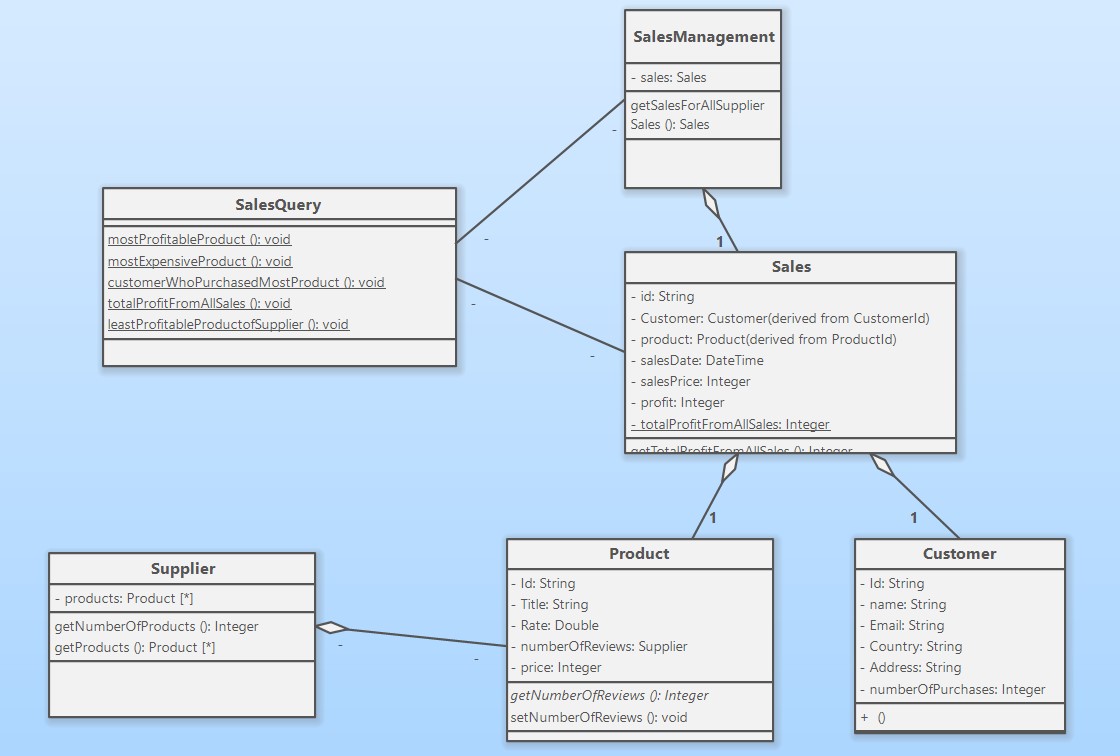 SalesManagement
- sales: Sales
getSalesForAllSupplier
Sales (): Sales
-
SalesQuery
mostProfitableProduct (): void
mostExpensiveProduct (): void
customerWhoPurchasedMostProduct (): void
totalProfitFromAllSales (): void
leastProfitableProductofSupplier (): void
-
-
-
1
Sales
- id: String
- Customer: Customer(derived from CustomerId)
- product: Product(derived from ProductId)
- salesDate: DateTime
- salesPrice: Integer
- profit: Integer
- totalProfitFromAllSales: Integer
getTotalProfitFromAllSales (): Integer
1
1
Supplier
- products: Product [*]
getNumberOfProducts (): Integer
getProducts (): Product [*]
-
-
Product
- Id: String
- Title: String
- Rate: Double
- numberOfReviews: Supplier
- price: Integer
getNumberOfReviews (): Integer
setNumberOfReviews (): void
Customer
- Id: String
- name: String
- Email: String
- Country: String
- Address: String
- numberOfPurchases: Integer
+ ()